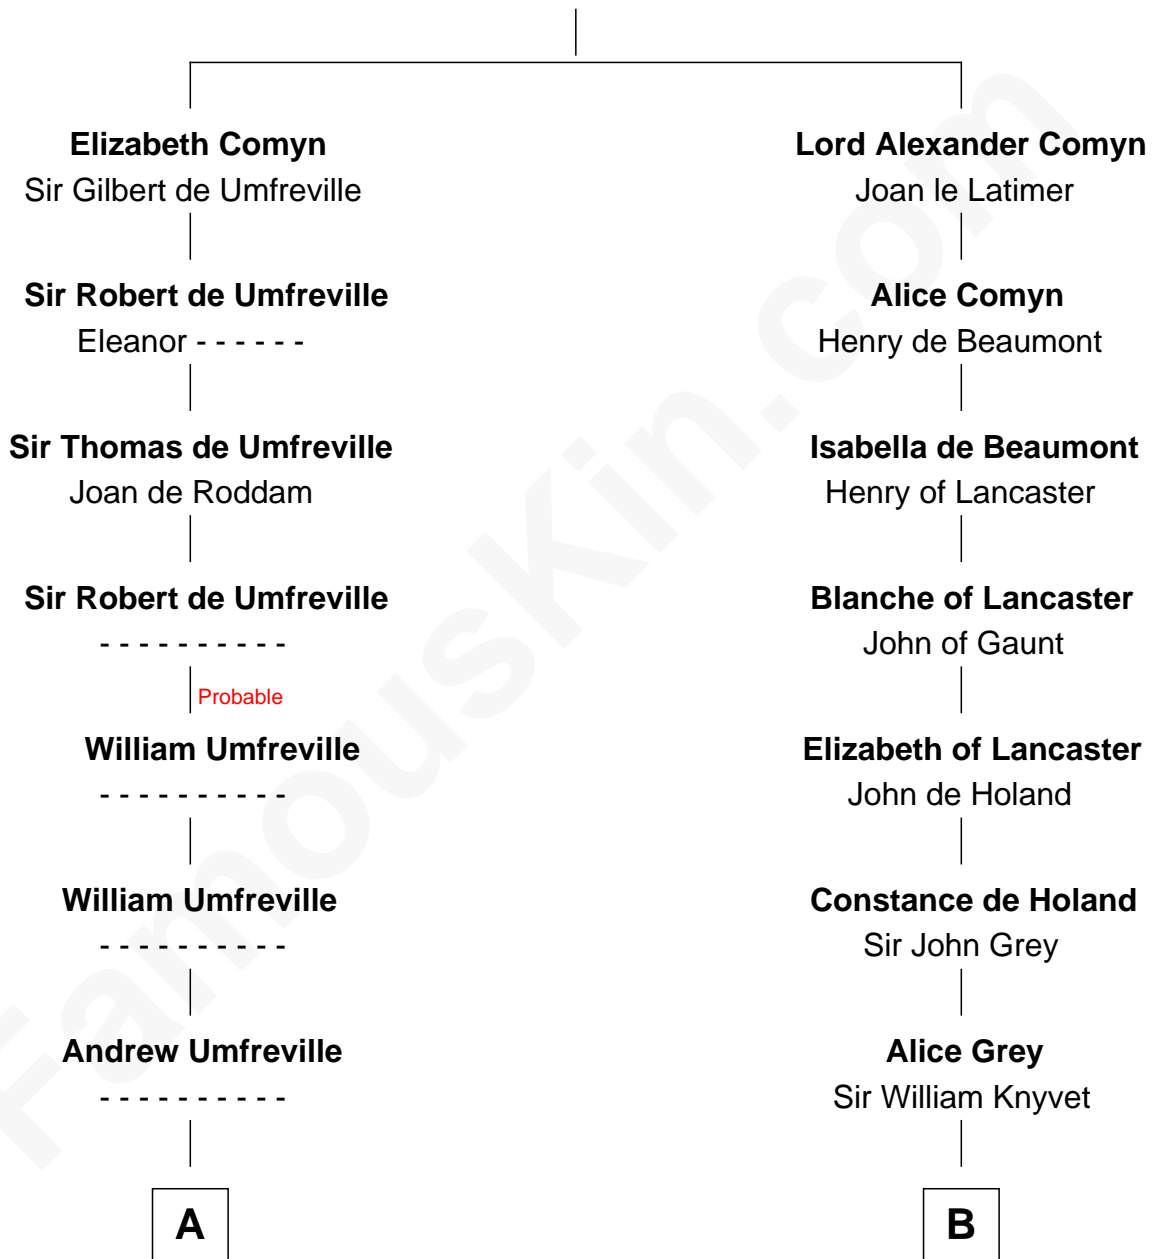 Elizabeth Comyn
Sir Gilbert de Umfreville
Sir Robert de Umfreville
Eleanor - - - - - -
Sir Thomas de Umfreville
Joan de Roddam
Sir Robert de Umfreville
- - - - - - - - - -
Probable
William Umfreville
- - - - - - - - - -
William Umfreville
- - - - - - - - - -
Andrew Umfreville
- - - - - - - - - -
A
Lord Alexander Comyn
Joan le Latimer
Alice Comyn
Henry de Beaumont
Isabella de Beaumont
Henry of Lancaster
Blanche of Lancaster
John of Gaunt
Elizabeth of Lancaster
John de Holand
Constance de Holand
Sir John Grey
Alice Grey
Sir William Knyvet
B
FamousKin.com